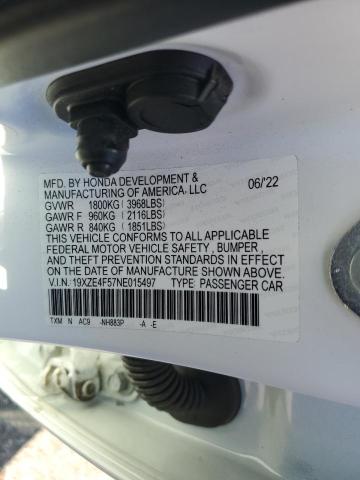 MFD. BY HONDA DEVELOPMENT & 06/'22
MANUFACTURING OF AMERICA, LLC
GVWR 1800KG (3968LBS)
GAWR F 960KG (2116LBS)
GAWR R 840KG (1851LBS)
THIS VEHICLE CONFORMS TO ALL APPLICABLE
FEDERAL MOTOR VEHICLE SAFETY , BUMPER ,
AND THEFT PREVENTION STANDARDS IN EFFECT
ON THE DATE OF MANUFACTURE SHOWN ABOVE.
V.I.N. 19XZE4F57NE015497 TYPE PASSENGER CAR
TXM N AC9 -NH883P -A -E